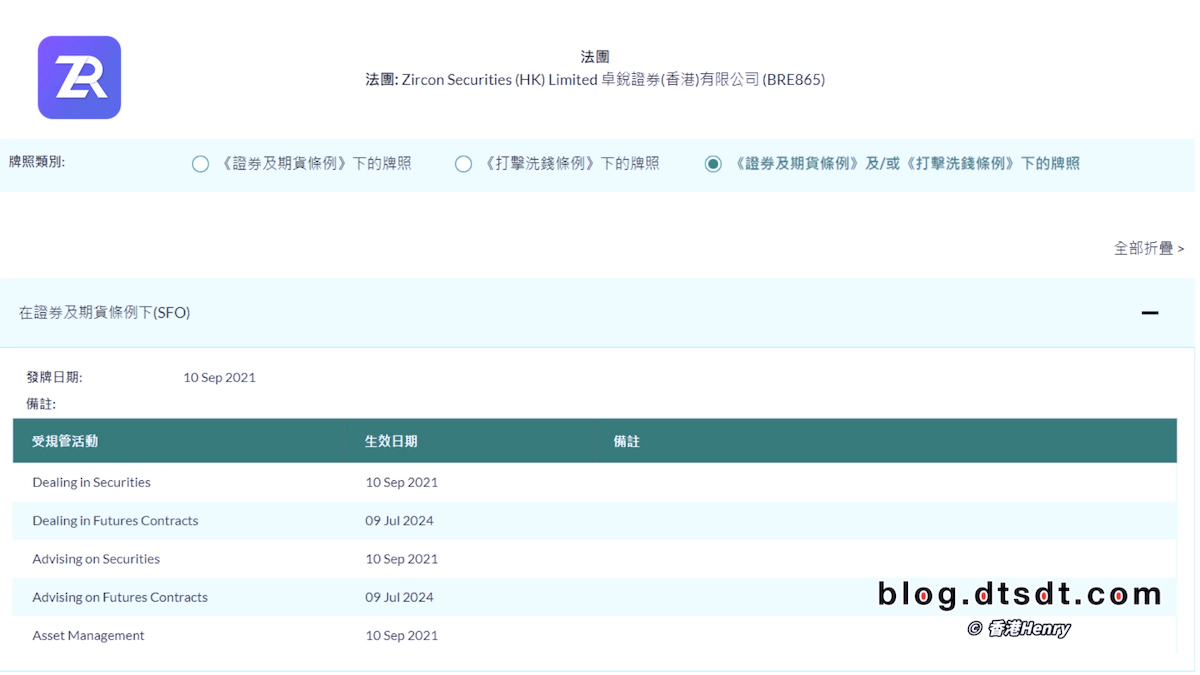 ZR
法團
法團: Zircon Securities (HK) Limited 卓銳證券(香港)有限公司 (BRE865)
牌照類別: 《證券及期貨條例》下的牌照 《打擊洗錢條例》下的牌照 《證券及期貨條例》及/或《打擊洗錢條例》下的牌照
全部折疊 >
在證券及期貨條例下(SFO)
發牌日期: 10 Sep 2021
備註:
受規管活動 生效日期 備註
Dealing in Securities 10 Sep 2021
Dealing in Futures Contracts 09 Jul 2024
Advising on Securities 10 Sep 2021
Advising on Futures Contracts 09 Jul 2024
Asset Management 10 Sep 2021
blog.dtsdt.com
© 香港Henry